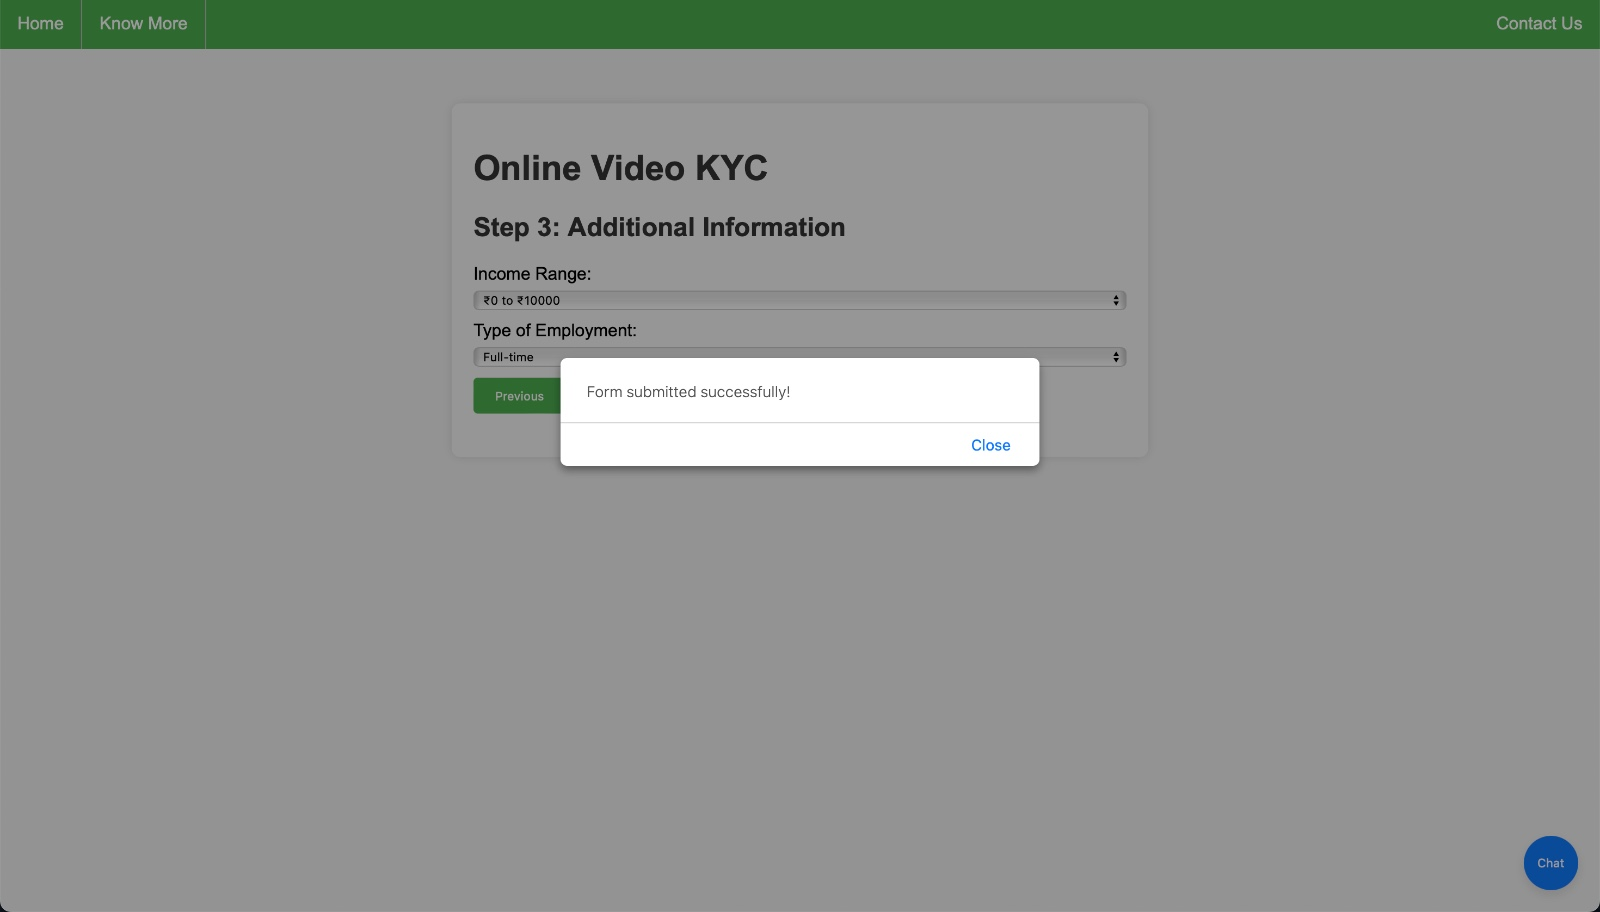 Home
Know More
Contact Us
Online Video KYC
Step 3: Additional Information
Income Range:
₹0 to ₹10000
Type of Employment:
Full-time
Previous
Form submitted successfully!
Close
Chat